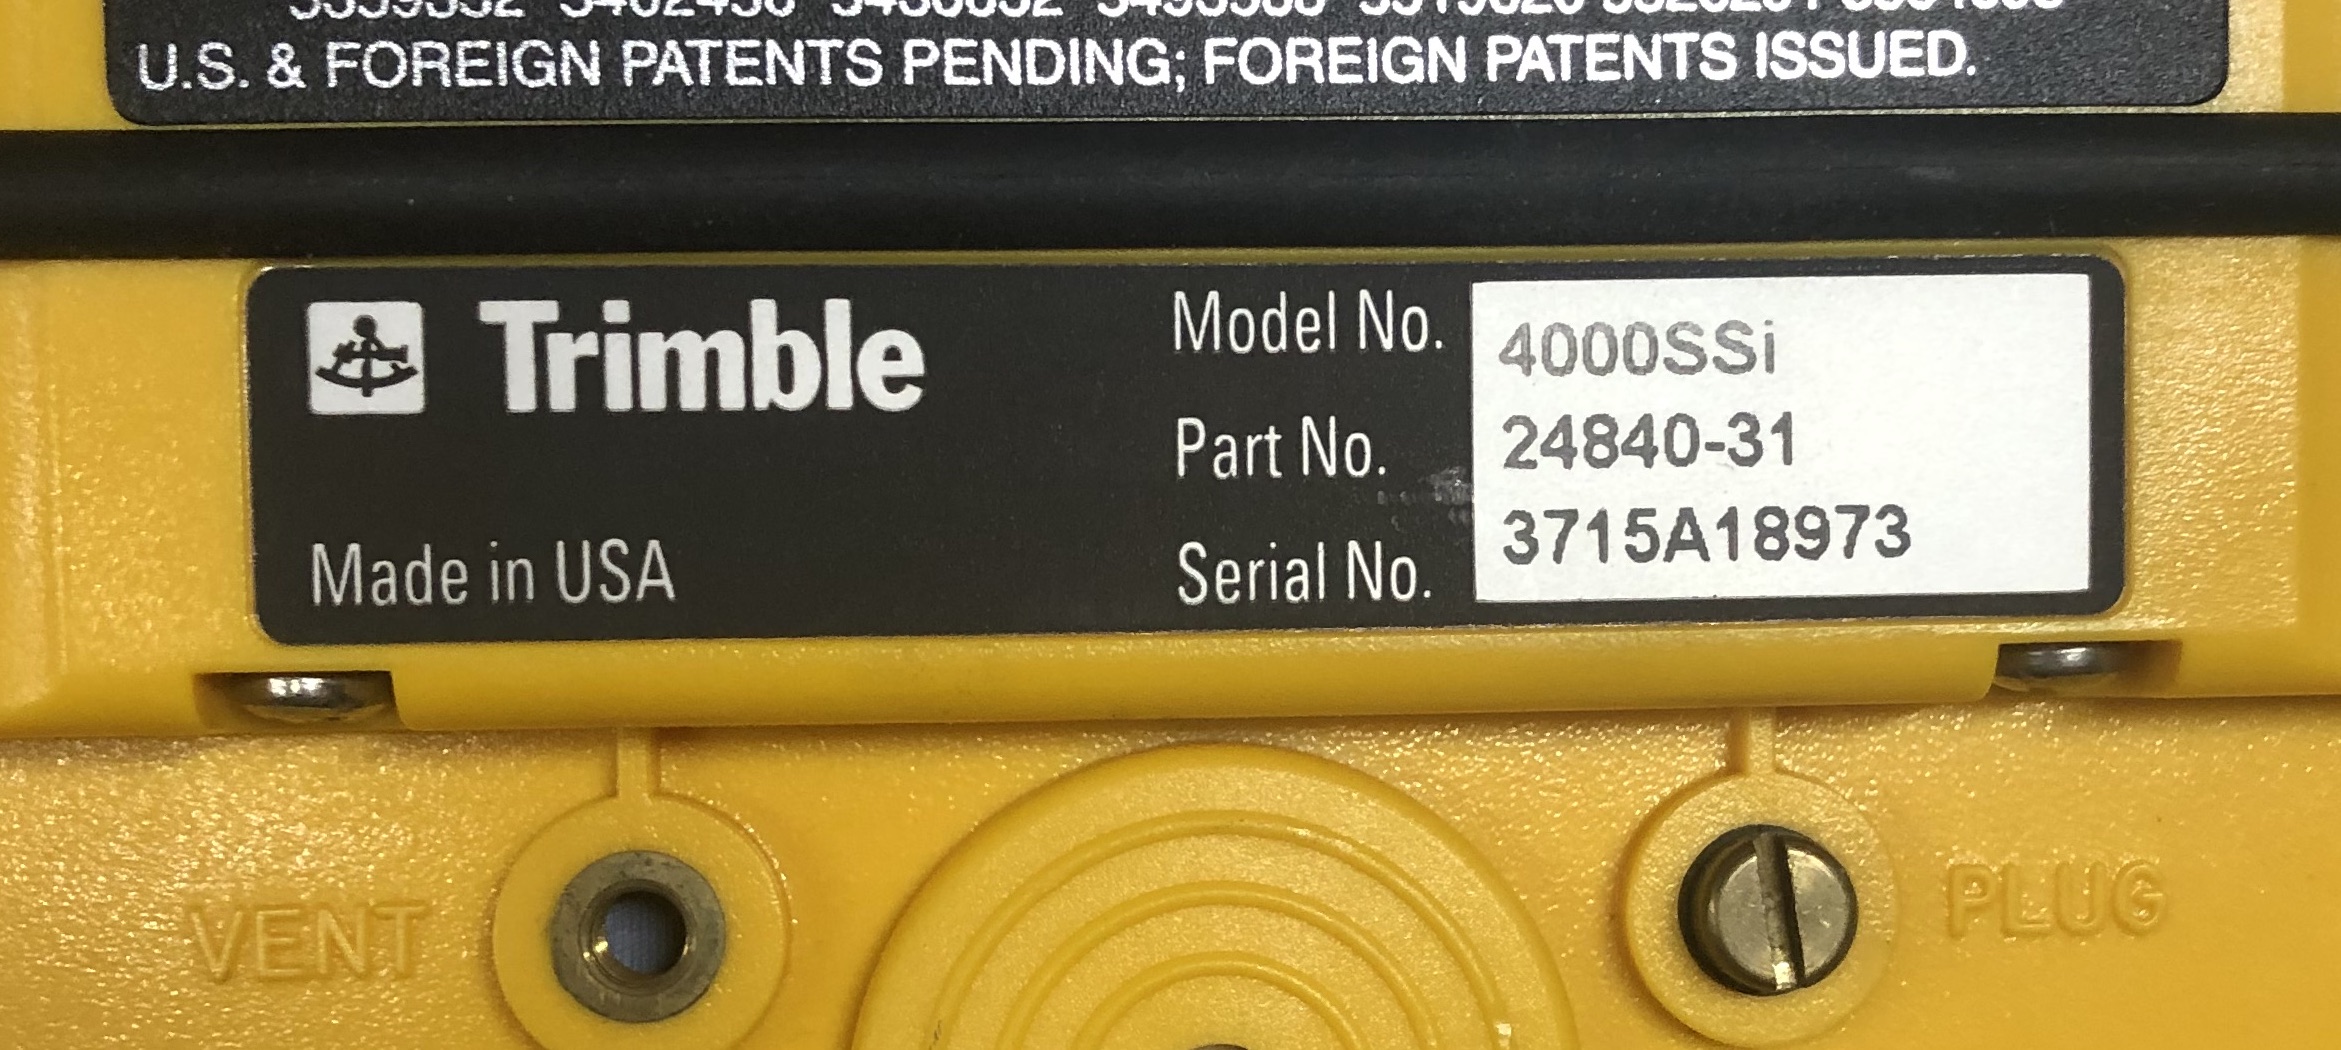 U.S. & FOREIGN PATENTS PENDING; FOREIGN PATENTS ISSUED.
Trimble
Made in USA
Model No. 4000SSi
Part No. 24840-31
Serial No. 3715A18973
VENT
PLUG